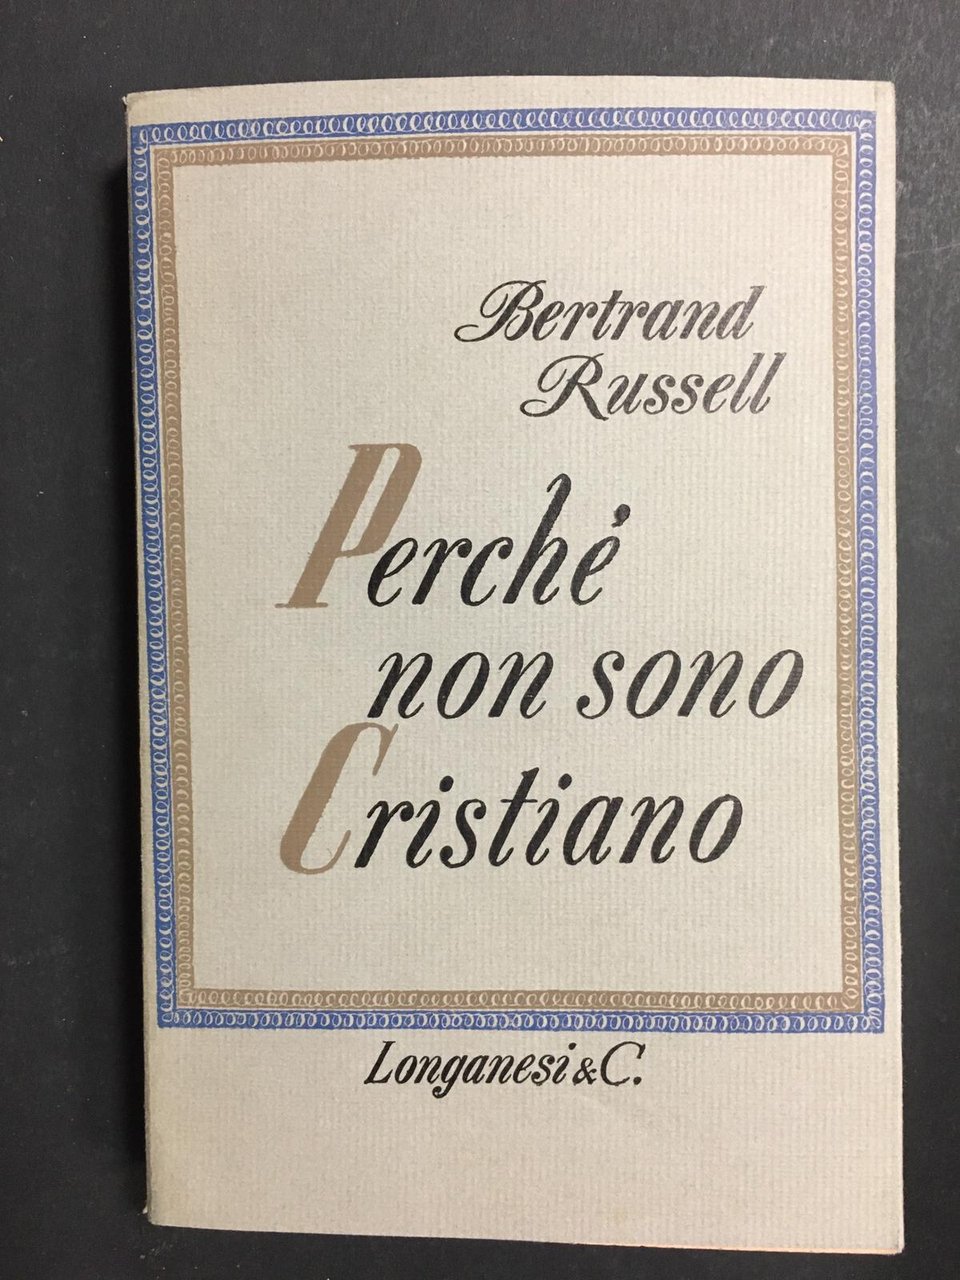 Bertrand
Russell
Perché
non sono
Cristiano
Longanesi & C.